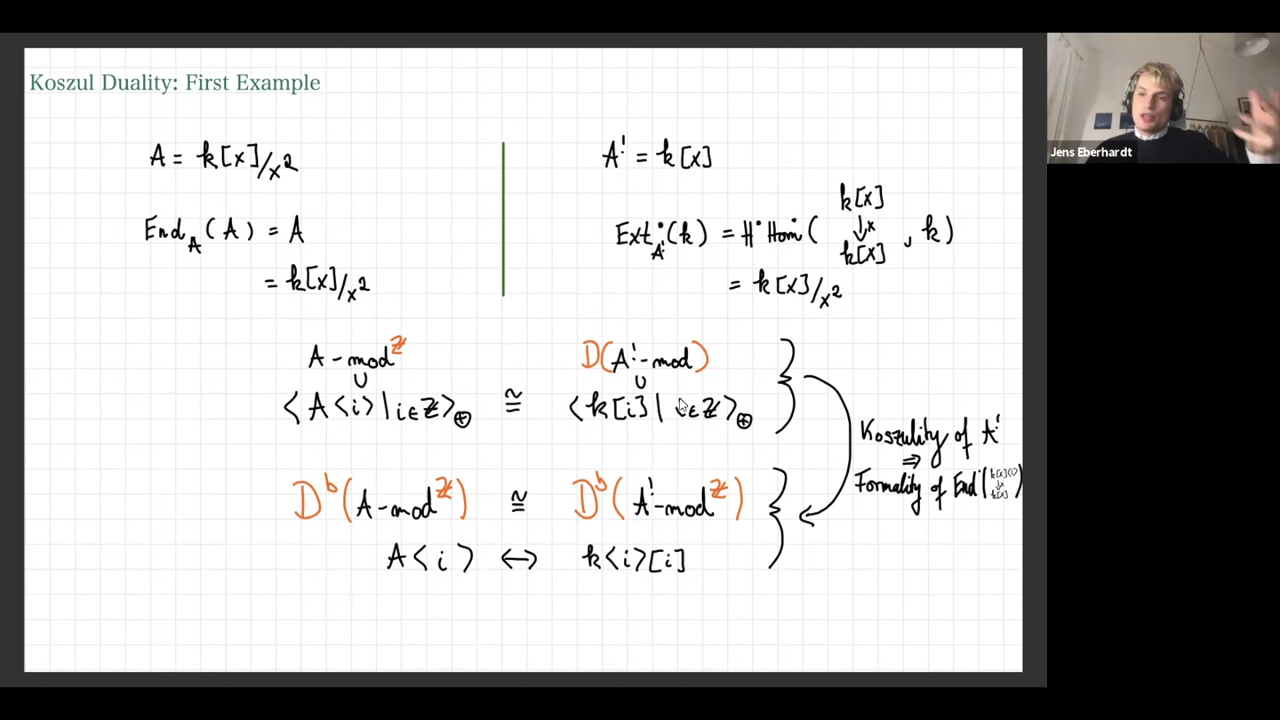 Koszul Duality: First Example
A = k[x]/x²
A! = k[x]
End_A(A) = A
= k[x]/x²
Ext•_A!(k) = H•Hom•( k[x] ↓x k[x] , k)
= k[x]/x²
A-mod^ℤ
D(A!-mod)
∪
∪
⟨A⟨i⟩ | i∈ℤ⟩_⊕ ≅ ⟨k[i] | i∈ℤ⟩_⊕
Koszulity of A!
⇒
Formality of End•( k[x]⟨1⟩ ↓ k[x] )
D^b(A-mod^ℤ) ≅ D^b(A!-mod^ℤ)
A⟨i⟩ ↔ k⟨i⟩[i]
Jens Eberhardt